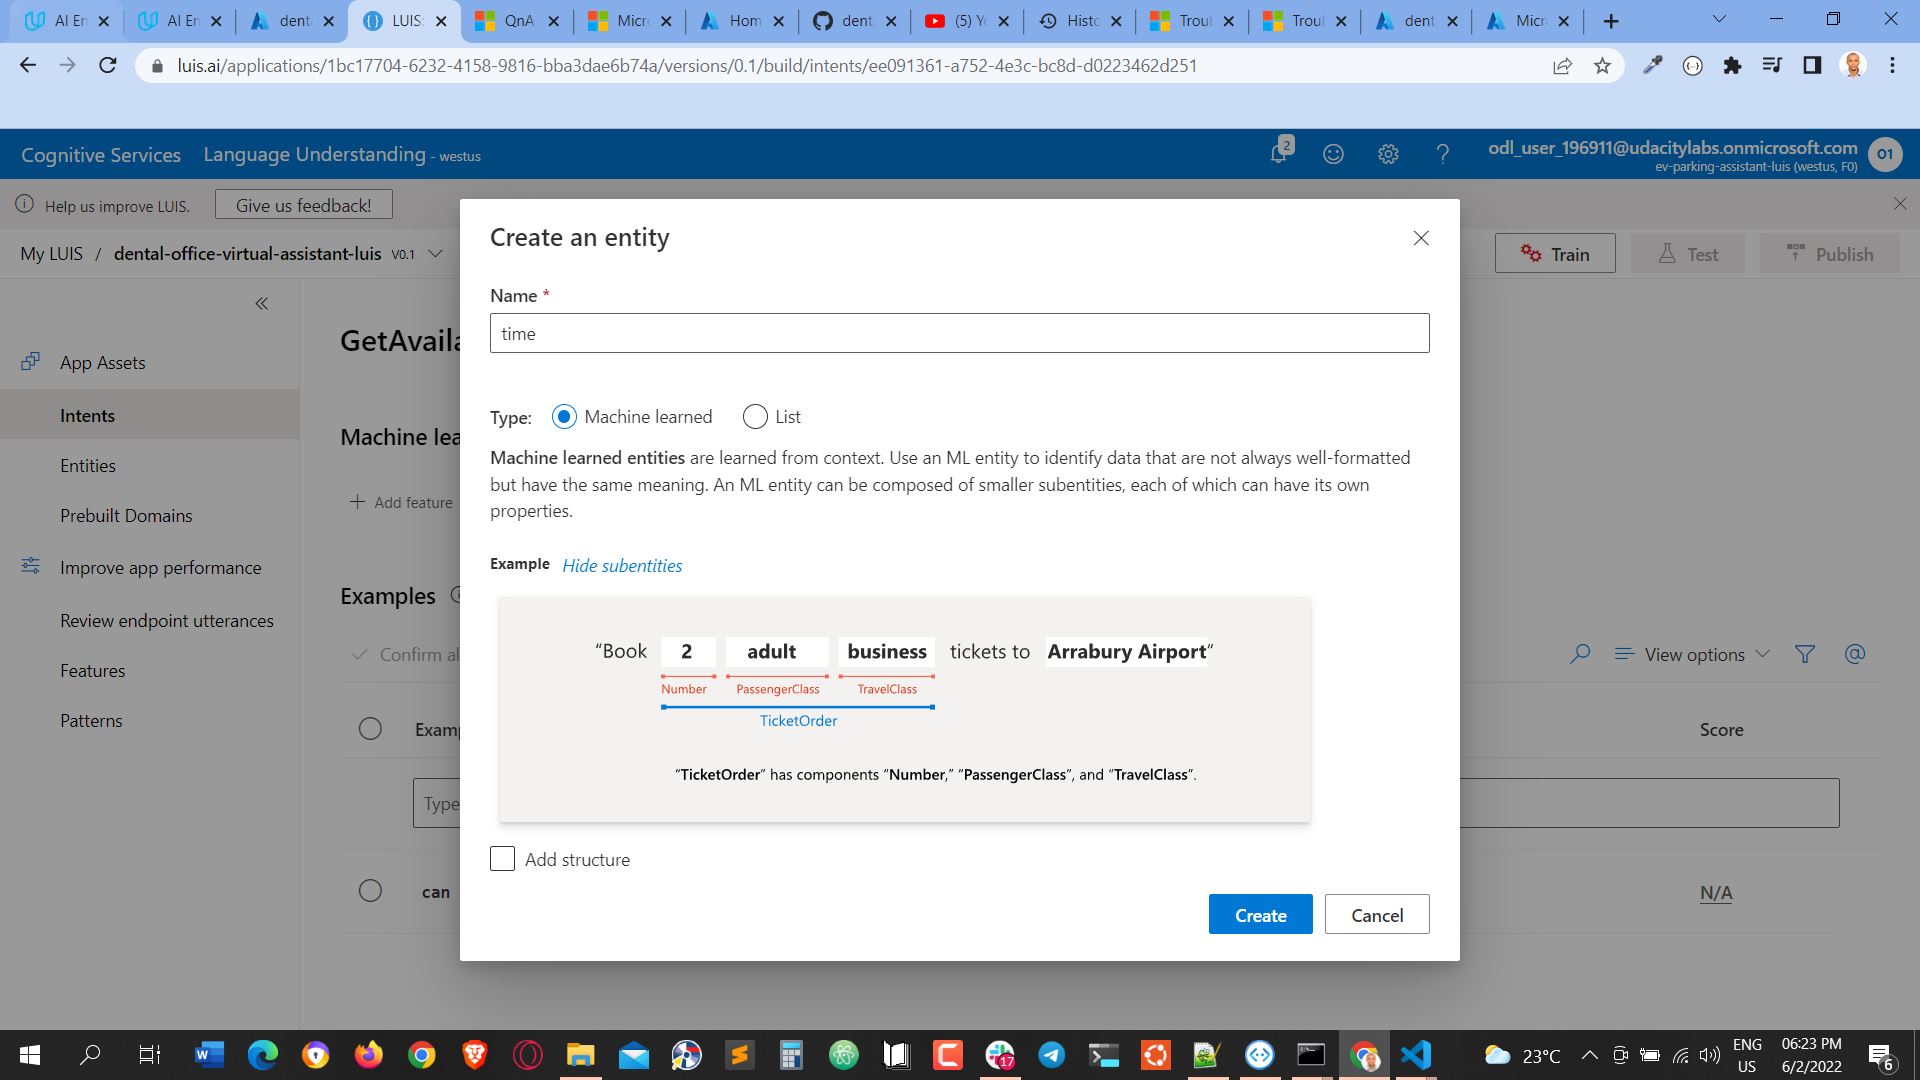 AI En
AI En
denta
LUIS:
QnA
Micro
Hom
denta
(5) Yo
Histo
Troul
Troul
dent
Micro
luis.ai/applications/1bc17704-6232-4158-9816-bba3dae6b74a/versions/0.1/build/intents/ee091361-a752-4e3c-bc8d-d0223462d251
Cognitive Services Language Understanding - westus
2
odl_user_196911@udacitylabs.onmicrosoft.com
ev-parking-assistant-luis (westus, F0)
O1
Help us improve LUIS. Give us feedback!
My LUIS / dental-office-virtual-assistant-luis V0.1
Train Test Publish
App Assets
Intents
Entities
Prebuilt Domains
Improve app performance
Review endpoint utterances
Features
Patterns
GetAvaila
Machine lea
Add feature
Examples
Confirm al
View options
Examp
Score
Type
can
N/A
Create an entity
Name *
time
Type: Machine learned List
Machine learned entities are learned from context. Use an ML entity to identify data that are not always well-formatted
but have the same meaning. An ML entity can be composed of smaller subentities, each of which can have its own
properties.
Example Hide subentities
“Book 2 adult business tickets to Arrabury Airport”
Number PassengerClass TravelClass
TicketOrder
“TicketOrder” has components “Number,” “PassengerClass”, and “TravelClass”.
Add structure
Create Cancel
17
23°C
ENG
US
06:23 PM
6/2/2022
6